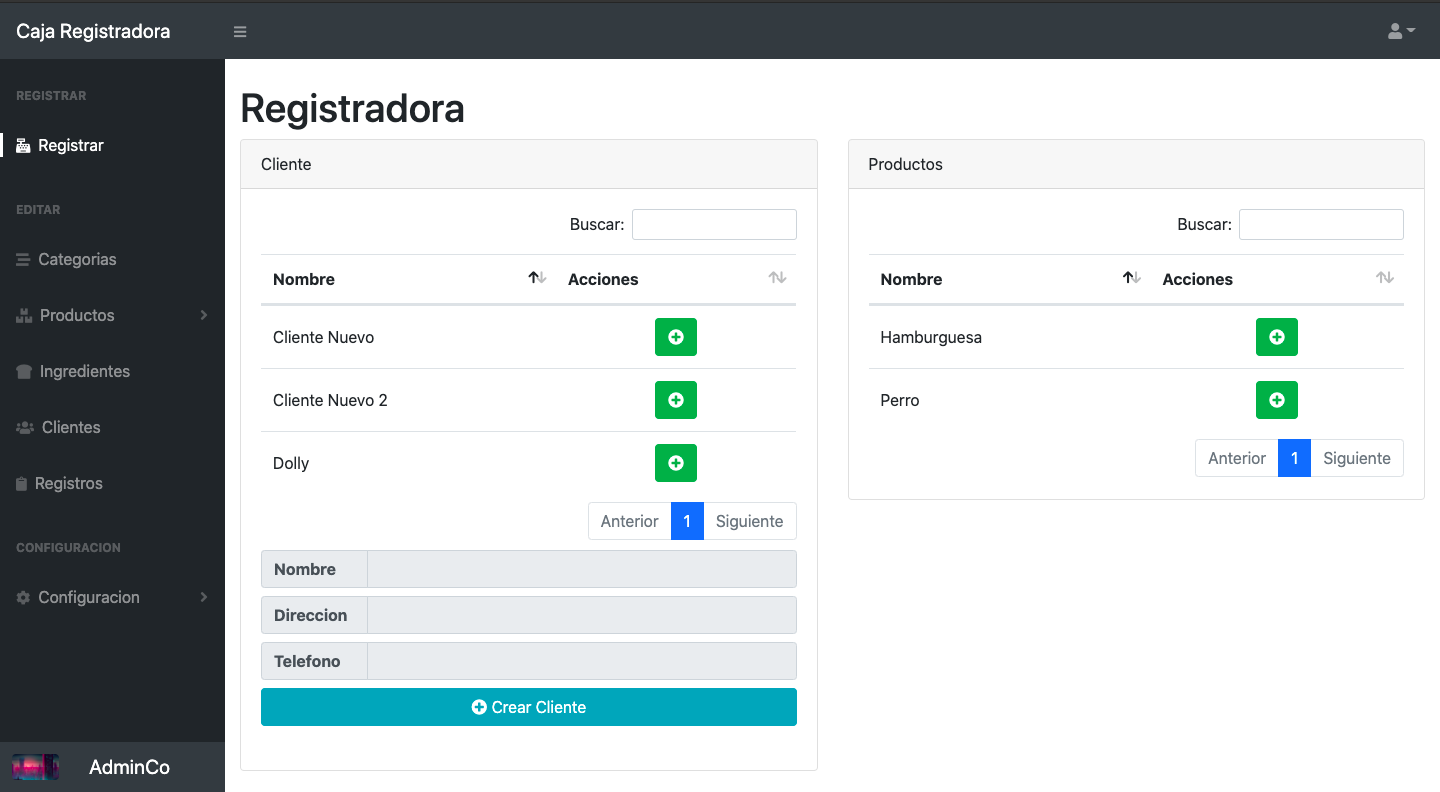 Caja Registradora
REGISTRAR
Registrar
EDITAR
Categorias
Productos
Ingredientes
Clientes
Registros
CONFIGURACION
Configuracion
AdminCo
Registradora
Cliente
Buscar:
Nombre Acciones
Cliente Nuevo
Cliente Nuevo 2
Dolly
Anterior 1 Siguiente
Nombre
Direccion
Telefono
Crear Cliente
Productos
Buscar:
Nombre Acciones
Hamburguesa
Perro
Anterior 1 Siguiente